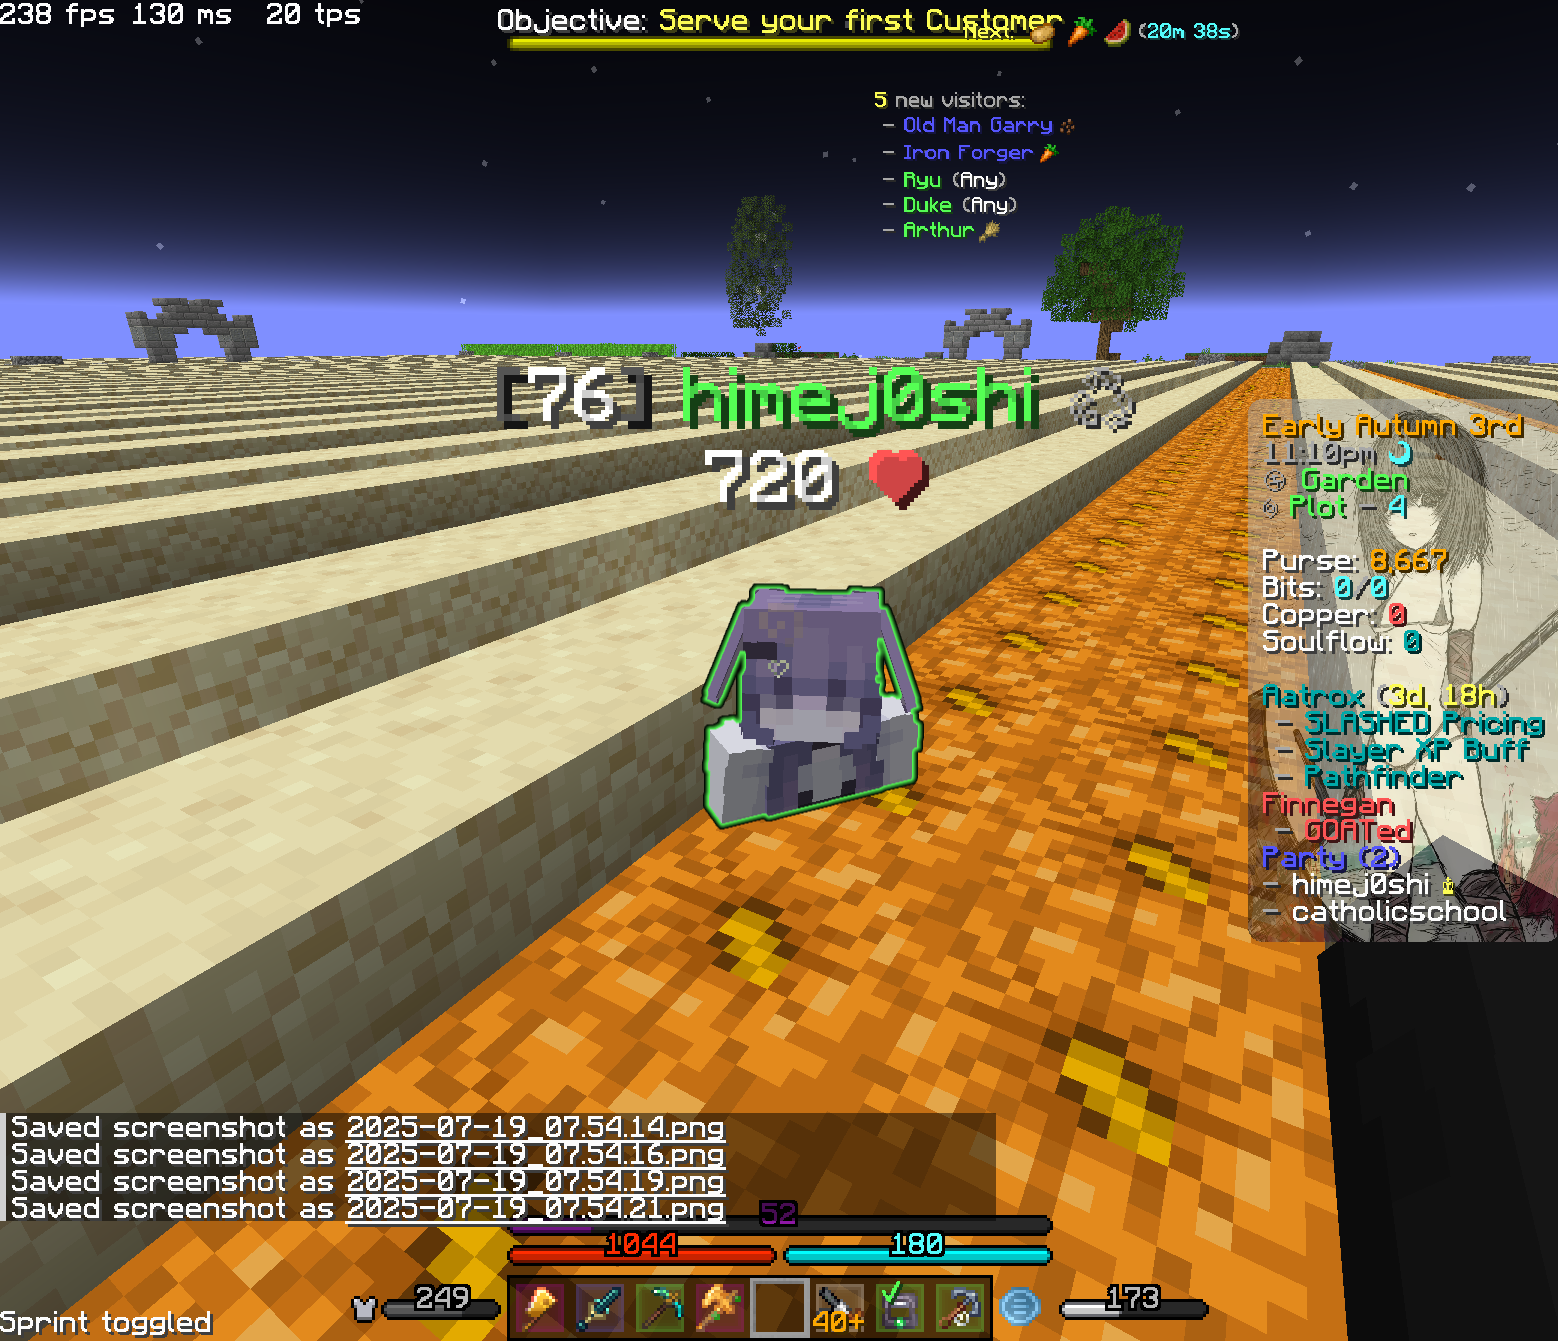 238 fps 130 ms 20 tps
Objective: Serve your first Customer
Next: (20m 38s)
5 new visitors:
- Old Man Garry
- Iron Forger
- Ryu (Any)
- Duke (Any)
- Arthur
[76] himej0shi
720
Early Autumn 3rd
11:10pm
Garden
Plot - 4
Purse: 8,667
Bits: 0/0
Copper: 0
Soulflow: 0
Aatrox (3d, 18h)
- SLASHED Pricing
- Slayer XP Buff
- Pathfinder
Finnegan
- GOATed
Party (2)
- himej0shi
- catholicschool
Saved screenshot as 2025-07-19_07.54.14.png
Saved screenshot as 2025-07-19_07.54.16.png
Saved screenshot as 2025-07-19_07.54.19.png
Saved screenshot as 2025-07-19_07.54.21.png
52
1044 180
249 40+ 173
Sprint toggled